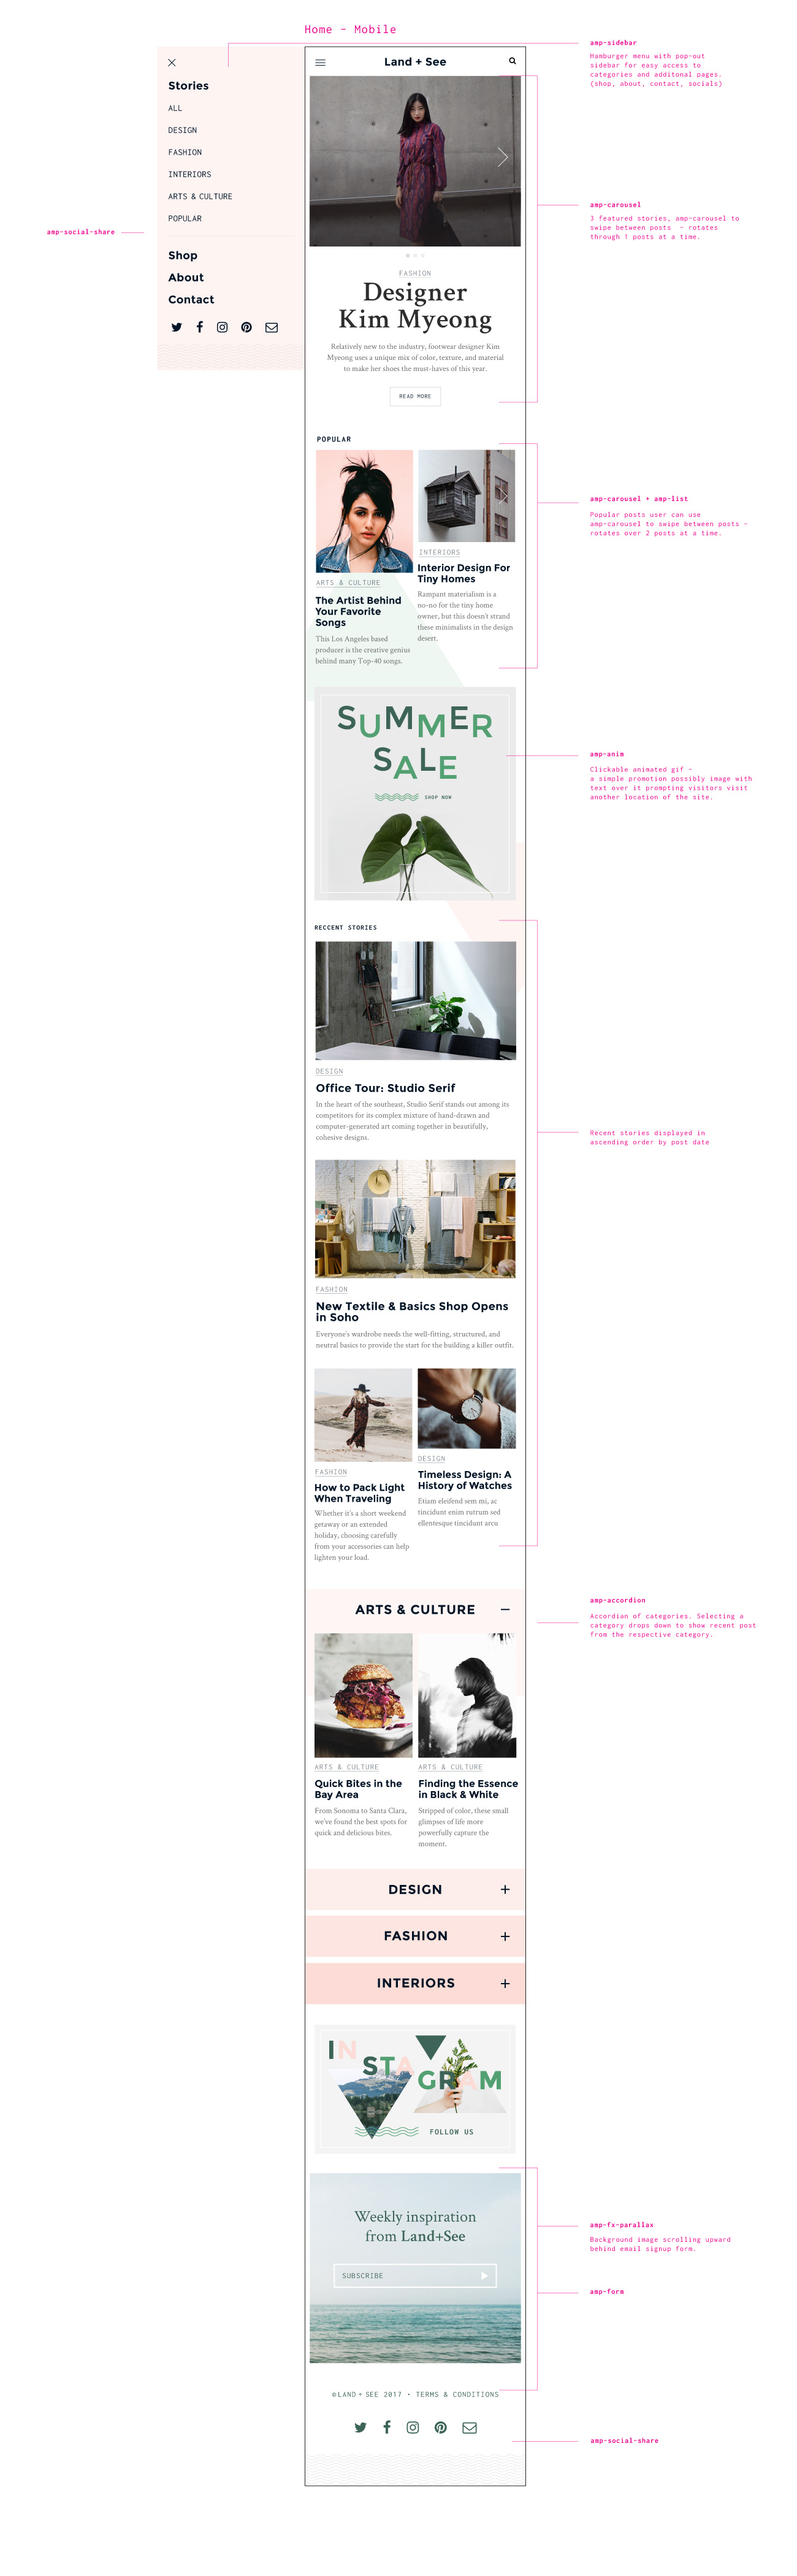 Home – Mobile
amp-sidebar
Hamburger menu with pop-out
sidebar for easy access to
categories and additonal pages.
(shop, about, contact, socials)
Stories
ALL
DESIGN
FASHION
INTERIORS
ARTS & CULTURE
POPULAR
amp-social-share
Shop
About
Contact
Land + See
amp-carousel
3 featured stories, amp-carousel to
swipe between posts – rotates
through 1 posts at a time.
FASHION
Designer
Kim Myeong
Relatively new to the industry, footwear designer Kim
Myeong uses a unique mix of color, texture, and material
to make her shoes the must-haves of this year.
READ MORE
POPULAR
amp-carousel + amp-list
Popular posts user can use
amp-carousel to swipe between posts –
rotates over 2 posts at a time.
ARTS & CULTURE
The Artist Behind
Your Favorite
Songs
This Los Angeles based
producer is the creative genius
behind many Top-40 songs.
INTERIORS
Interior Design For
Tiny Homes
Rampant materialism is a
no-no for the tiny home
owner, but this doesn't strand
these minimalists in the design
desert.
SUMMER
SALE
SHOP NOW
amp-anim
Clickable animated gif –
a simple promotion possibly image with
text over it prompting visitors visit
another location of the site.
RECCENT STORIES
DESIGN
Office Tour: Studio Serif
In the heart of the southeast, Studio Serif stands out among its
competitors for its complex mixture of hand-drawn and
computer-generated art coming together in beautifully,
cohesive designs.
Recent stories displayed in
ascending order by post date
FASHION
New Textile & Basics Shop Opens
in Soho
Everyone's wardrobe needs the well-fitting, structured, and
neutral basics to provide the start for the building a killer outfit.
FASHION
How to Pack Light
When Traveling
Whether it's a short weekend
getaway or an extended
holiday, choosing carefully
from your accessories can help
lighten your load.
DESIGN
Timeless Design: A
History of Watches
Etiam eleifend sem mi, ac
tincidunt enim rutrum sed
ellentesque tincidunt arcu
amp-accordion
Accordian of categories. Selecting a
category drops down to show recent post
from the respective category.
ARTS & CULTURE
ARTS & CULTURE
Quick Bites in the
Bay Area
From Sonoma to Santa Clara,
we've found the best spots for
quick and delicious bites.
ARTS & CULTURE
Finding the Essence
in Black & White
Stripped of color, these small
glimpses of life more
powerfully capture the
moment.
DESIGN
FASHION
INTERIORS
INSTAGRAM
FOLLOW US
amp-fx-parallax
Background image scrolling upward
behind email signup form.
Weekly inspiration
from Land+See
SUBSCRIBE
amp-form
©LAND + SEE 2017 • TERMS & CONDITIONS
amp-social-share